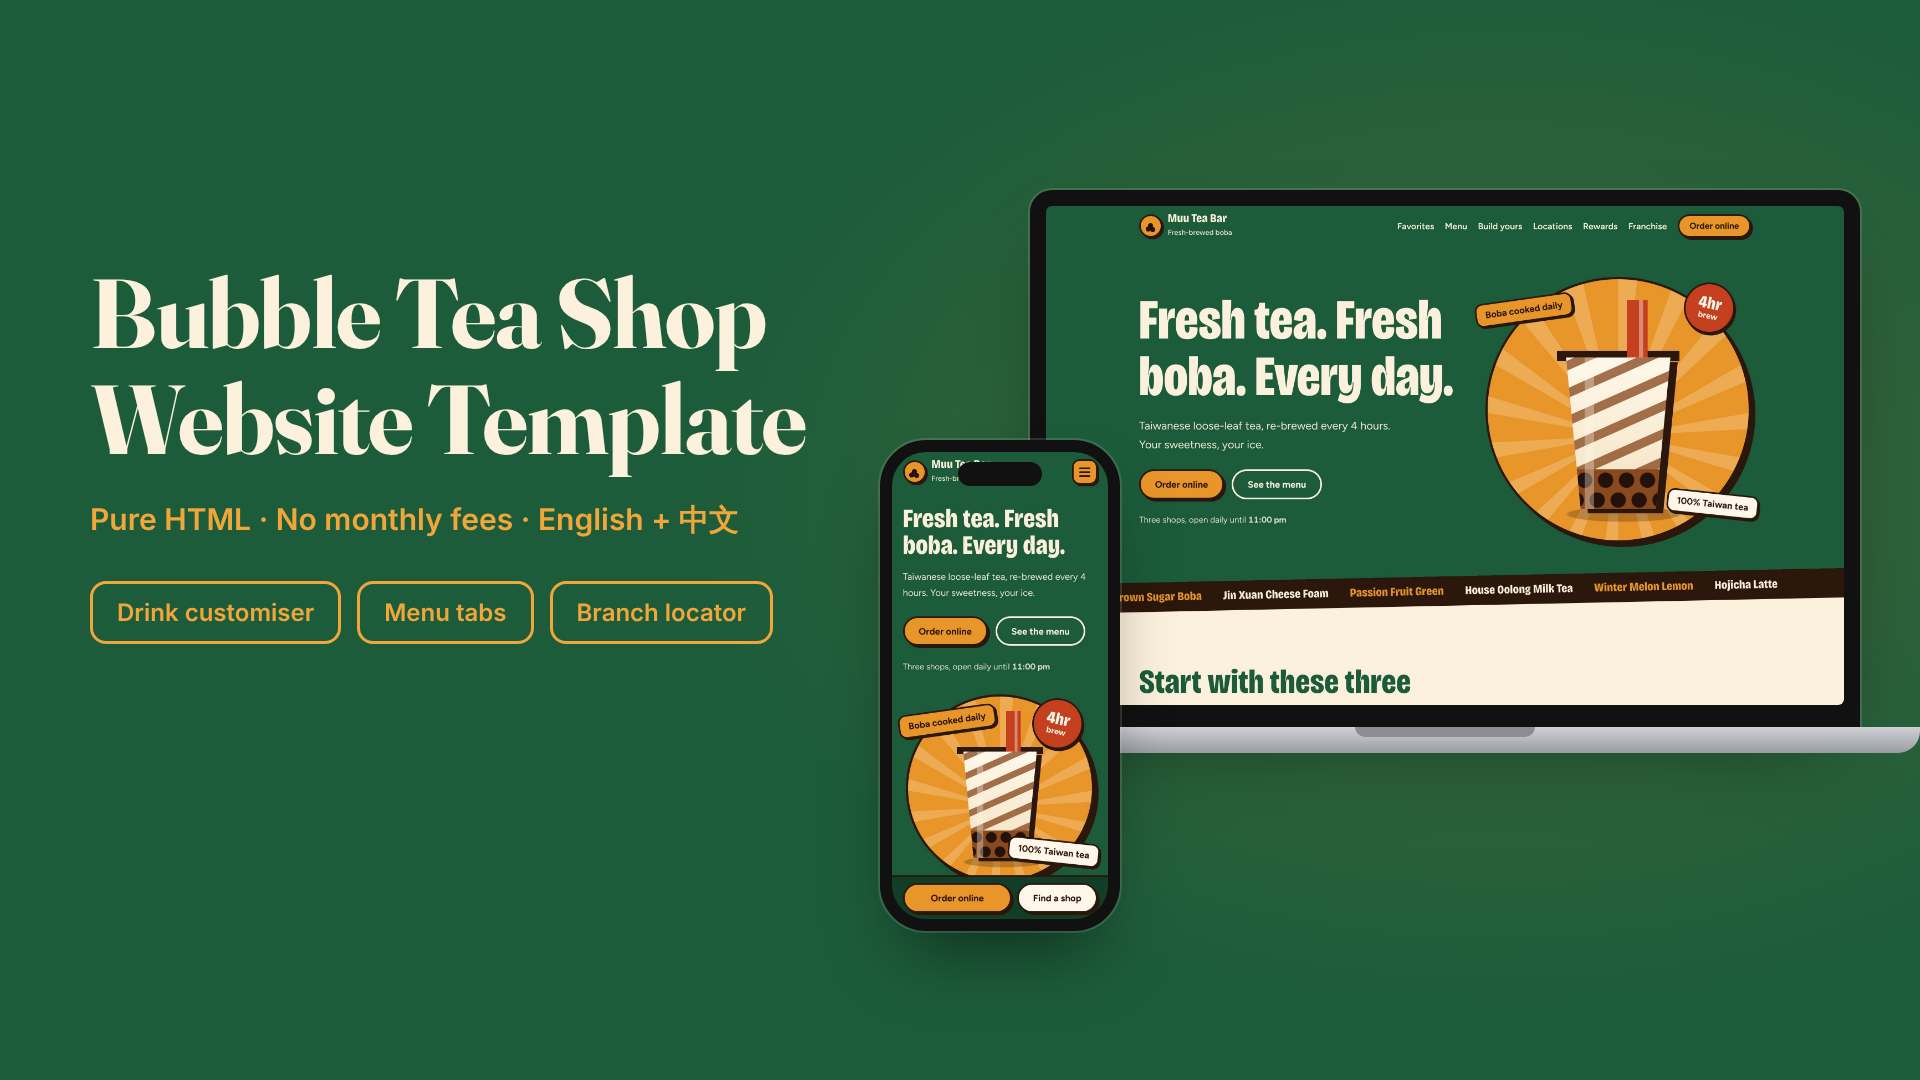 Bubble Tea Shop
Website Template
Pure HTML · No monthly fees · English + 中文
Drink customiser
Menu tabs
Branch locator
Muu Tea Bar
Fresh-brewed boba
Favorites
Menu
Build yours
Locations
Rewards
Franchise
Order online
Fresh tea. Fresh
boba. Every day.
Taiwanese loose-leaf tea, re-brewed every 4 hours.
Your sweetness, your ice.
Order online
See the menu
Three shops, open daily until 11:00 pm
Boba cooked daily
4hr
brew
100% Taiwan tea
rown Sugar Boba
Jin Xuan Cheese Foam
Passion Fruit Green
House Oolong Milk Tea
Winter Melon Lemon
Hojicha Latte
Start with these three
Muu
Fresh tea. Fresh
boba. Every day.
Taiwanese loose-leaf tea, re-brewed every 4
hours. Your sweetness, your ice.
Order online
See the menu
Three shops, open daily until 11:00 pm
Boba cooked daily
4hr
brew
100% Taiwan tea
Order online
Find a shop